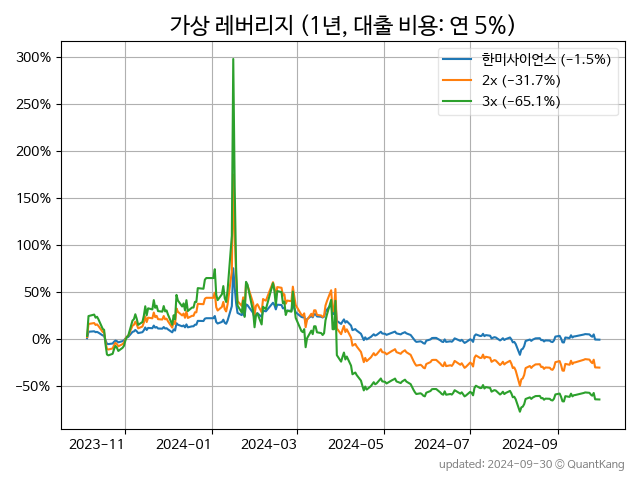 가상 레버리지 (1년, 대출 비용: 연 5%)
300%
250%
200%
150%
100%
50%
0%
−50%
한미사이언스 (−1.5%)
2x (−31.7%)
3x (−65.1%)
2023-11
2024-01
2024-03
2024-05
2024-07
2024-09
updated: 2024-09-30 © QuantKang